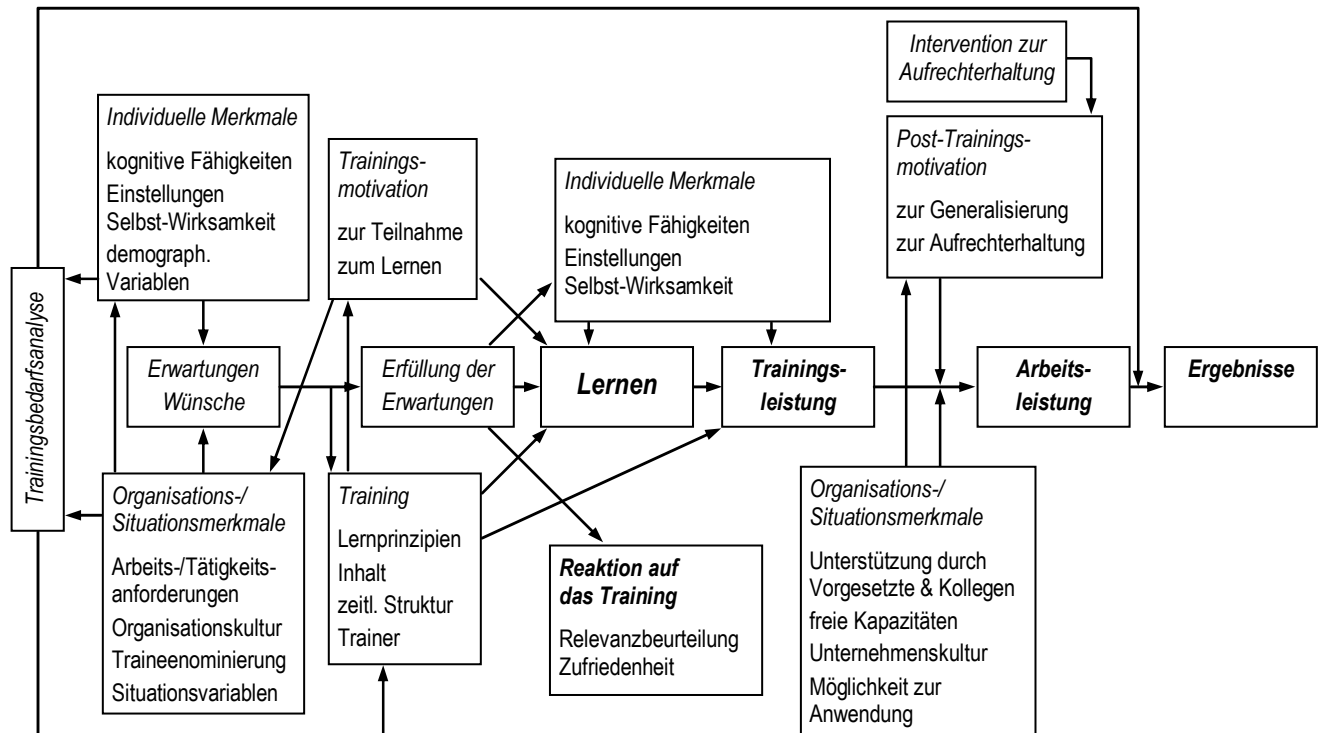 Trainingsbedarfsanalyse
Individuelle Merkmale
kognitive Fähigkeiten
Einstellungen
Selbst-Wirksamkeit
demograph.
Variablen
Erwartungen
Wünsche
Organisations-/
Situationsmerkmale
Arbeits-/Tätigkeits-
anforderungen
Organisationskultur
Traineenominierung
Situationsvariablen
Trainings-
motivation
zur Teilnahme
zum Lernen
Erfüllung der
Erwartungen
Training
Lernprinzipien
Inhalt
zeitl. Struktur
Trainer
Individuelle Merkmale
kognitive Fähigkeiten
Einstellungen
Selbst-Wirksamkeit
Lernen
Trainings-
leistung
Reaktion auf
das Training
Relevanzbeurteilung
Zufriedenheit
Intervention zur
Aufrechterhaltung
Post-Trainings-
motivation
zur Generalisierung
zur Aufrechterhaltung
Organisations-/
Situationsmerkmale
Unterstützung durch
Vorgesetzte & Kollegen
freie Kapazitäten
Unternehmenskultur
Möglichkeit zur
Anwendung
Arbeits-
leistung
Ergebnisse